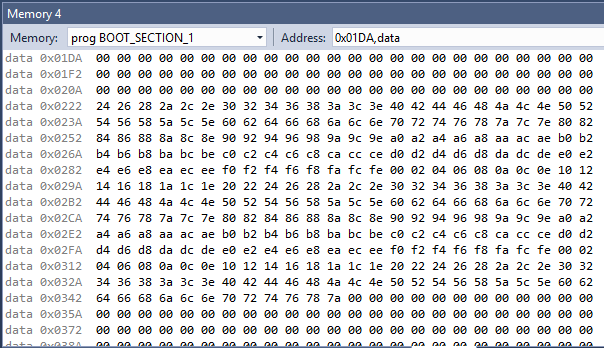 Memory 4
Memory: prog BOOT_SECTION_1 Address: 0x01DA,data
data 0x01DA 00 00 00 00 00 00 00 00 00 00 00 00 00 00 00 00 00 00 00 00 00 00 00 00
data 0x01F2 00 00 00 00 00 00 00 00 00 00 00 00 00 00 00 00 00 00 00 00 00 00 00 00
data 0x020A 00 00 00 00 00 00 00 00 00 00 00 00 00 00 00 00 00 00 00 00 00 00 00 00
data 0x0222 24 26 28 2a 2c 2e 30 32 34 36 38 3a 3c 3e 40 42 44 46 48 4a 4c 4e 50 52
data 0x023A 54 56 58 5a 5c 5e 60 62 64 66 68 6a 6c 6e 70 72 74 76 78 7a 7c 7e 80 82
data 0x0252 84 86 88 8a 8c 8e 90 92 94 96 98 9a 9c 9e a0 a2 a4 a6 a8 aa ac ae b0 b2
data 0x026A b4 b6 b8 ba bc be c0 c2 c4 c6 c8 ca cc ce d0 d2 d4 d6 d8 da dc de e0 e2
data 0x0282 e4 e6 e8 ea ec ee f0 f2 f4 f6 f8 fa fc fe 00 02 04 06 08 0a 0c 0e 10 12
data 0x029A 14 16 18 1a 1c 1e 20 22 24 26 28 2a 2c 2e 30 32 34 36 38 3a 3c 3e 40 42
data 0x02B2 44 46 48 4a 4c 4e 50 52 54 56 58 5a 5c 5e 60 62 64 66 68 6a 6c 6e 70 72
data 0x02CA 74 76 78 7a 7c 7e 80 82 84 86 88 8a 8c 8e 90 92 94 96 98 9a 9c 9e a0 a2
data 0x02E2 a4 a6 a8 aa ac ae b0 b2 b4 b6 b8 ba bc be c0 c2 c4 c6 c8 ca cc ce d0 d2
data 0x02FA d4 d6 d8 da dc de e0 e2 e4 e6 e8 ea ec ee f0 f2 f4 f6 f8 fa fc fe 00 02
data 0x0312 04 06 08 0a 0c 0e 10 12 14 16 18 1a 1c 1e 20 22 24 26 28 2a 2c 2e 30 32
data 0x032A 34 36 38 3a 3c 3e 40 42 44 46 48 4a 4c 4e 50 52 54 56 58 5a 5c 5e 60 62
data 0x0342 64 66 68 6a 6c 6e 70 72 74 76 78 7a 00 00 00 00 00 00 00 00 00 00 00 00
data 0x035A 00 00 00 00 00 00 00 00 00 00 00 00 00 00 00 00 00 00 00 00 00 00 00 00
data 0x0372 00 00 00 00 00 00 00 00 00 00 00 00 00 00 00 00 00 00 00 00 00 00 00 00
data 0x038A 00 00 00 00 00 00 00 00 00 00 00 00 00 00 00 00 00 00 00 00 00 00 00 00